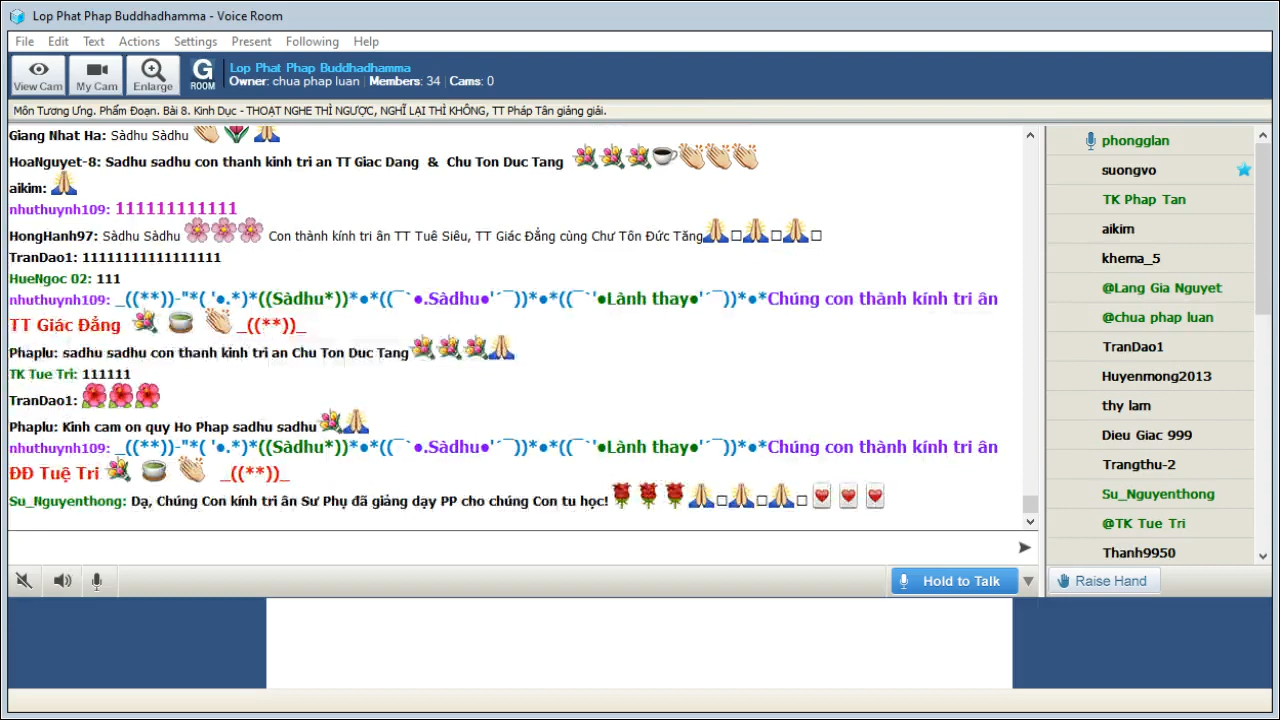 Lop Phat Phap Buddhadhamma - Voice Room
File Edit Text Actions Settings Present Following Help
View Cam My Cam Enlarge G ROOM
Lop Phat Phap Buddhadhamma
Owner: chua phap luan Members: 34 Cams: 0
Môn Tương Ưng. Phẩm Đoạn. Bài 8. Kinh Dục - THOẠT NGHE THÌ NGƯỢC, NGHĨ LẠI THÌ KHÔNG, TT Pháp Tân giảng giải.
Giang Nhat Ha: Sàdhu Sàdhu 👏🌷🙏
HoaNguyet-8: Sadhu sadhu con thanh kinh tri an TT Giac Dang & Chu Ton Duc Tang 💐💐💐☕👏👏👏
aikim: 🙏
nhuthuynh109: 111111111111
HongHanh97: Sàdhu Sàdhu 🌸🌸🌸 Con thành kính tri ân TT Tuê Siêu, TT Giác Đẳng cùng Chư Tôn Đức Tăng🙏□🙏□🙏□
TranDao1: 11111111111111111
HueNgoc 02: 111
nhuthuynh109: _((**))-"*( '●.*)*((Sàdhu*))*●*((¯`●.Sàdhu●'´¯))*●*((¯`'●Lành thay●'´¯))*●*Chúng con thành kính tri ân
TT Giác Đẳng 💐 🍵 👏 _((**))_
Phaplu: sadhu sadhu con thanh kinh tri an Chu Ton Duc Tang💐💐💐🙏
TK Tue Tri: 111111
TranDao1: 🌺🌺🌺
Phaplu: Kinh cam on quy Ho Phap sadhu sadhu 💐🙏
nhuthuynh109: _((**))-"*( '●.*)*((Sàdhu*))*●*((¯`●.Sàdhu●'´¯))*●*((¯`'●Lành thay●'´¯))*●*Chúng con thành kính tri ân
ĐĐ Tuệ Tri 💐 🍵 👏 _((**))_
Su_Nguyenthong: Dạ, Chúng Con kính tri ân Sư Phụ đã giảng dạy PP cho chúng Con tu học! 🌹🌹🌹🙏□🙏□🙏□ 💌 💌 💌
Hold to Talk
phongglan
suongvo
TK Phap Tan
aikim
khema_5
@Lang Gia Nguyet
@chua phap luan
TranDao1
Huyenmong2013
thy lam
Dieu Giac 999
Trangthu-2
Su_Nguyenthong
@TK Tue Tri
Thanh9950
Raise Hand